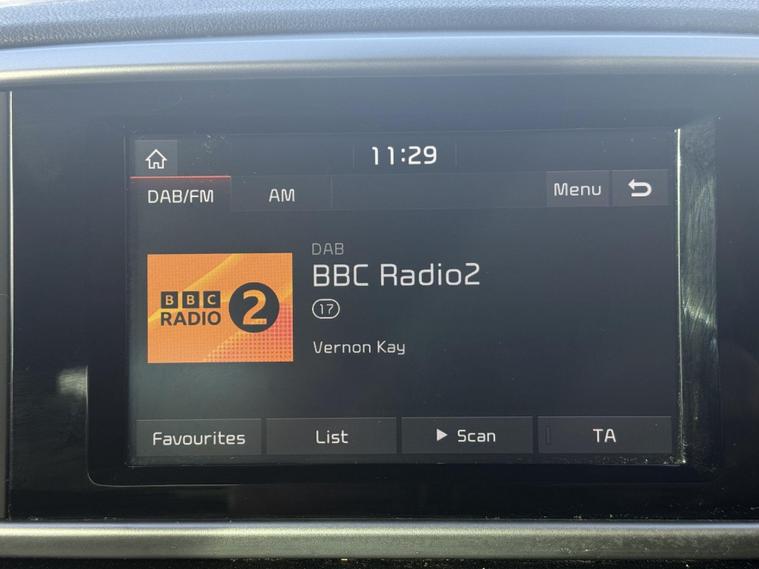 11:29
DAB/FM
AM
Menu
DAB
BBC Radio2
17
Vernon Kay
BBC
RADIO 2
Favourites
List
Scan
TA